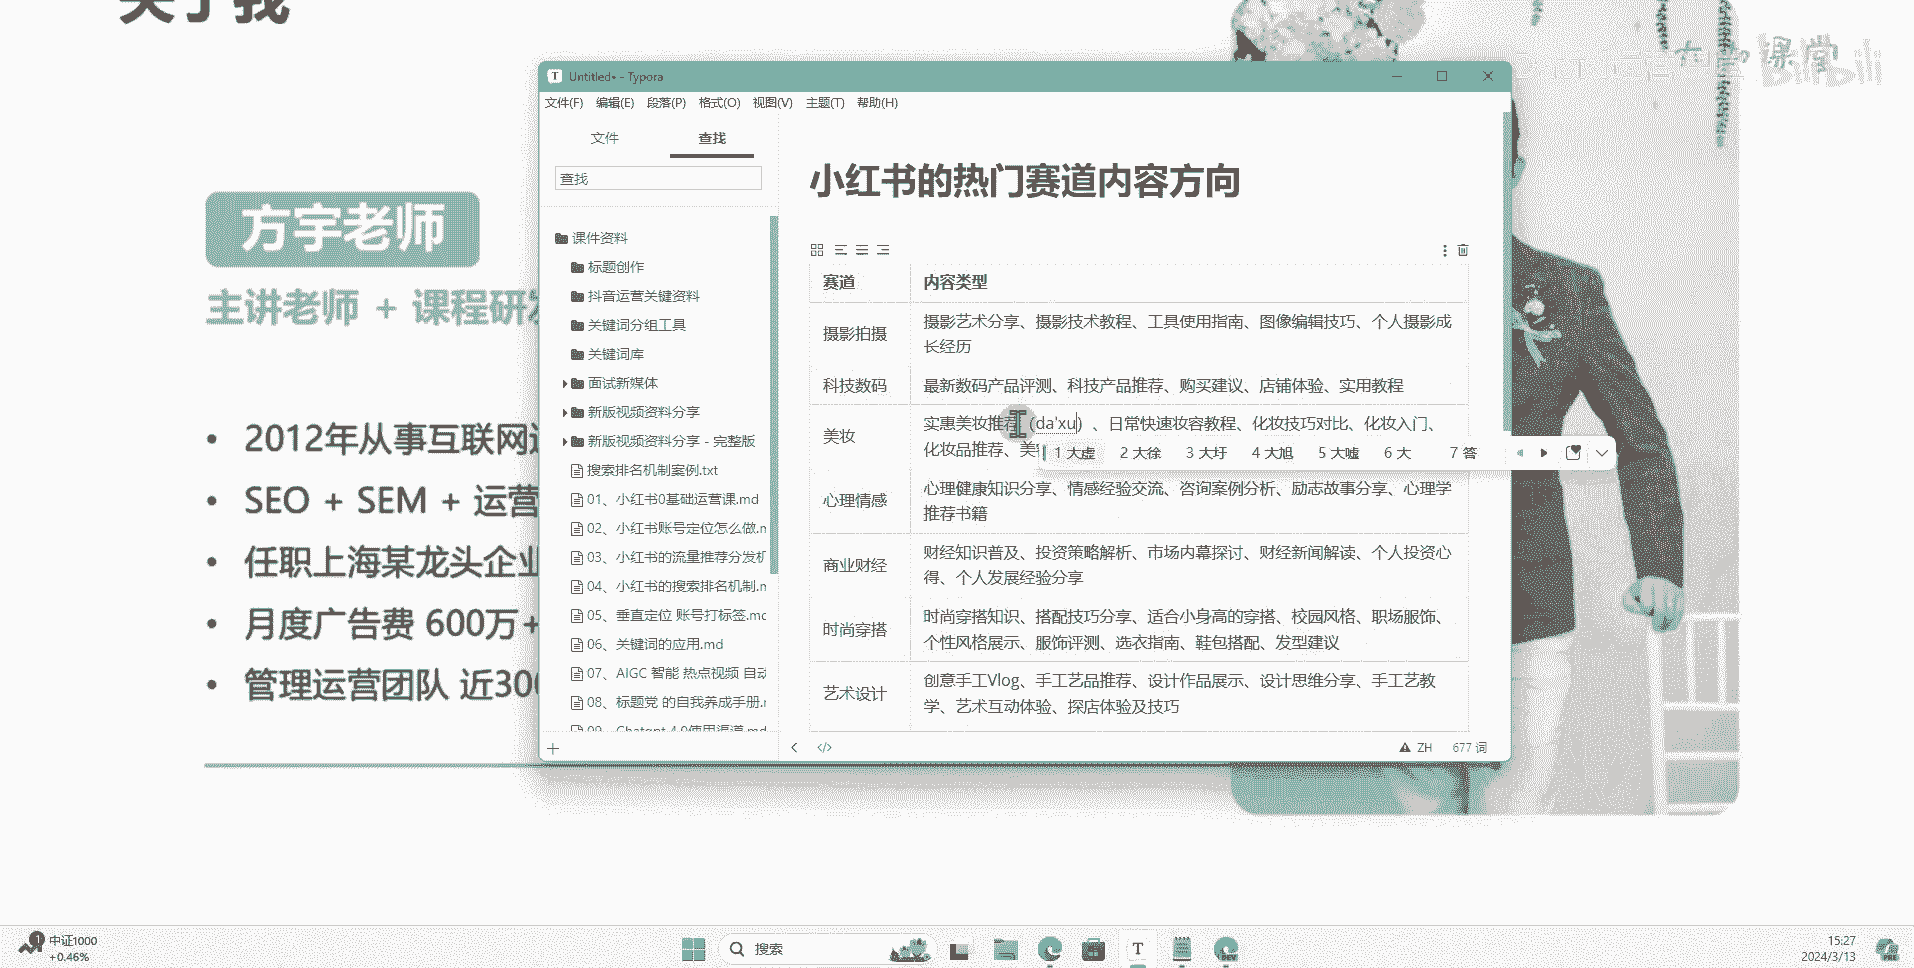 关于我
课堂
bilibili
方宇老师
主讲老师 + 课程研发
• 2012年从事互联网
• SEO + SEM + 运营
• 任职上海某龙头企业
• 月度广告费 600万+
• 管理运营团队 近300
Untitled• - Typora
文件(F) 编辑(E) 段落(P) 格式(O) 视图(V) 主题(T) 帮助(H)
文件 查找
查找
课件资料
标题创作
抖音运营关键资料
关键词分组工具
关键词库
面试新媒体
新版视频资料分享
新版视频资料分享 - 完整版
搜索排名机制案例.txt
01、小红书0基础运营课.md
02、小红书账号定位怎么做.m
03、小红书的流量推荐分发机
04、小红书的搜索排名机制.m
05、垂直定位 账号打标签.md
06、关键词的应用.md
07、AIGC 智能 热点视频 自动
08、标题党 的自我养成手册.m
09、Chatgpt 4.0使用渠道.md
小红书的热门赛道内容方向
赛道 内容类型
摄影拍摄 摄影艺术分享、摄影技术教程、工具使用指南、图像编辑技巧、个人摄影成
长经历
科技数码 最新数码产品评测、科技产品推荐、购买建议、店铺体验、实用教程
美妆 实惠美妆推荐（da'xu）、日常快速妆容教程、化妆技巧对比、化妆入门、
化妆品推荐、美
1 大虚 2 大徐 3 大圩 4 大旭 5 大嘘 6 大 7 答
心理情感 心理健康知识分享、情感经验交流、咨询案例分析、励志故事分享、心理学
推荐书籍
商业财经 财经知识普及、投资策略解析、市场内幕探讨、财经新闻解读、个人投资心
得、个人发展经验分享
时尚穿搭 时尚穿搭知识、搭配技巧分享、适合小身高的穿搭、校园风格、职场服饰、
个性风格展示、服饰评测、选衣指南、鞋包搭配、发型建议
艺术设计 创意手工Vlog、手工艺品推荐、设计作品展示、设计思维分享、手工艺教
学、艺术互动体验、探店体验及技巧
ZH 677 词
1
中证1000
+0.46%
搜索
DEV
15:27
2024/3/13
PRE